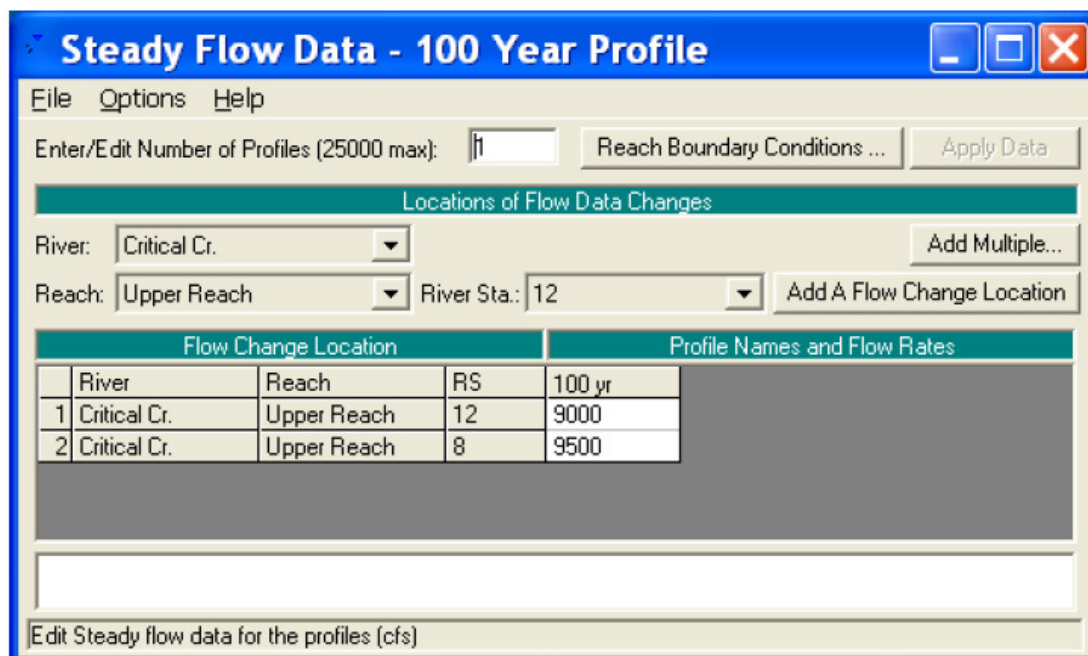 Steady Flow Data - 100 Year Profile
File Options Help
Enter/Edit Number of Profiles (25000 max): 1 Reach Boundary Conditions ... Apply Data
Locations of Flow Data Changes
River: Critical Cr. Add Multiple...
Reach: Upper Reach River Sta.: 12 Add A Flow Change Location
Flow Change Location Profile Names and Flow Rates
River Reach RS 100 yr
1 Critical Cr. Upper Reach 12 9000
2 Critical Cr. Upper Reach 8 9500
Edit Steady flow data for the profiles (cfs)